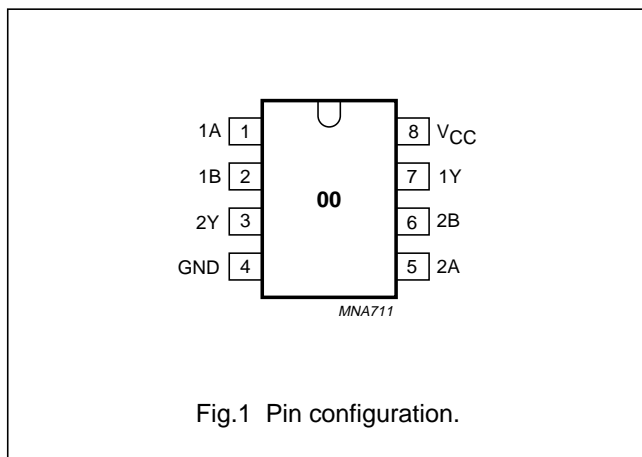 1A 1 8 VCC
1B 2 7 1Y
00
2Y 3 6 2B
GND 4 5 2A
MNA711
Fig.1 Pin configuration.